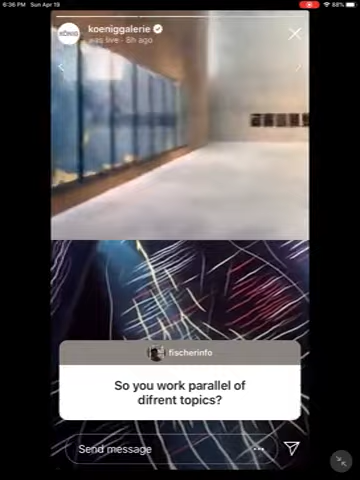 6:36 PM Sun Apr 19
88%
KÖNIG
koeniggalerie
was live · 8h ago
fischerinfo
So you work parallel of
difrent topics?
Send message